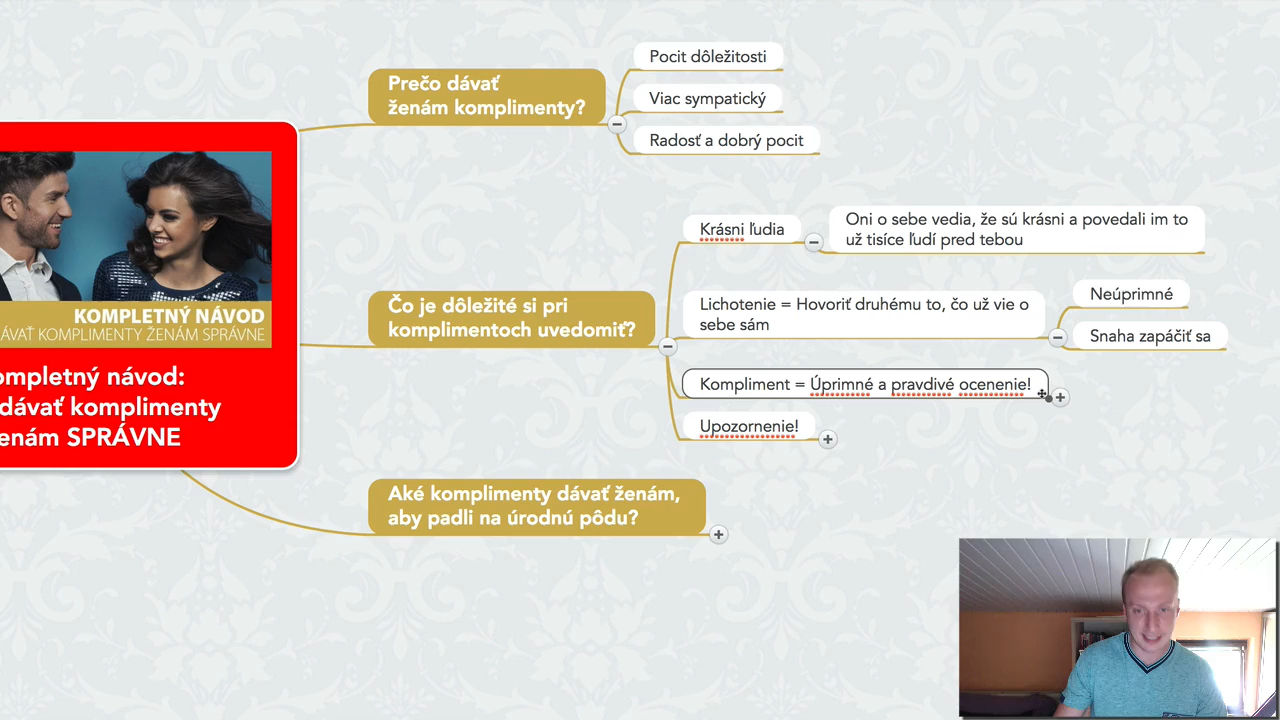 KOMPLETNÝ NÁVOD
DÁVAŤ KOMPLIMENTY ŽENÁM SPRÁVNE
návod:
dávať komplimenty
SPRÁVNE
Prečo dávať
ženám komplimenty?
Pocit dôležitosti
Viac sympatický
Radosť a dobrý pocit
Čo je dôležité si pri
komplimentoch uvedomiť?
Krásni ľudia
Oni o sebe vedia, že sú krásni a povedali im to
už tisíce ľudí pred tebou
Lichotenie = Hovoriť druhému to, čo už vie o
sebe sám
Neúprimné
Snaha zapáčiť sa
Kompliment = Úprimné a pravdivé ocenenie!
Upozornenie!
Aké komplimenty dávať ženám,
aby padli na úrodnú pôdu?